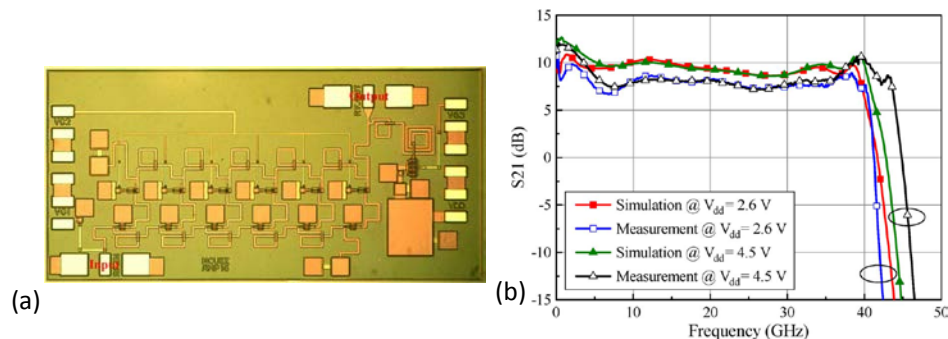 (a)
Output
Input
(b)
S21 (dB)
15
10
5
0
-5
-10
-15
0
10
20
30
40
50
Frequency (GHz)
Simulation @ Vdd= 2.6 V
Measurement @ Vdd= 2.6 V
Simulation @ Vdd= 4.5 V
Measurement @ Vdd= 4.5 V